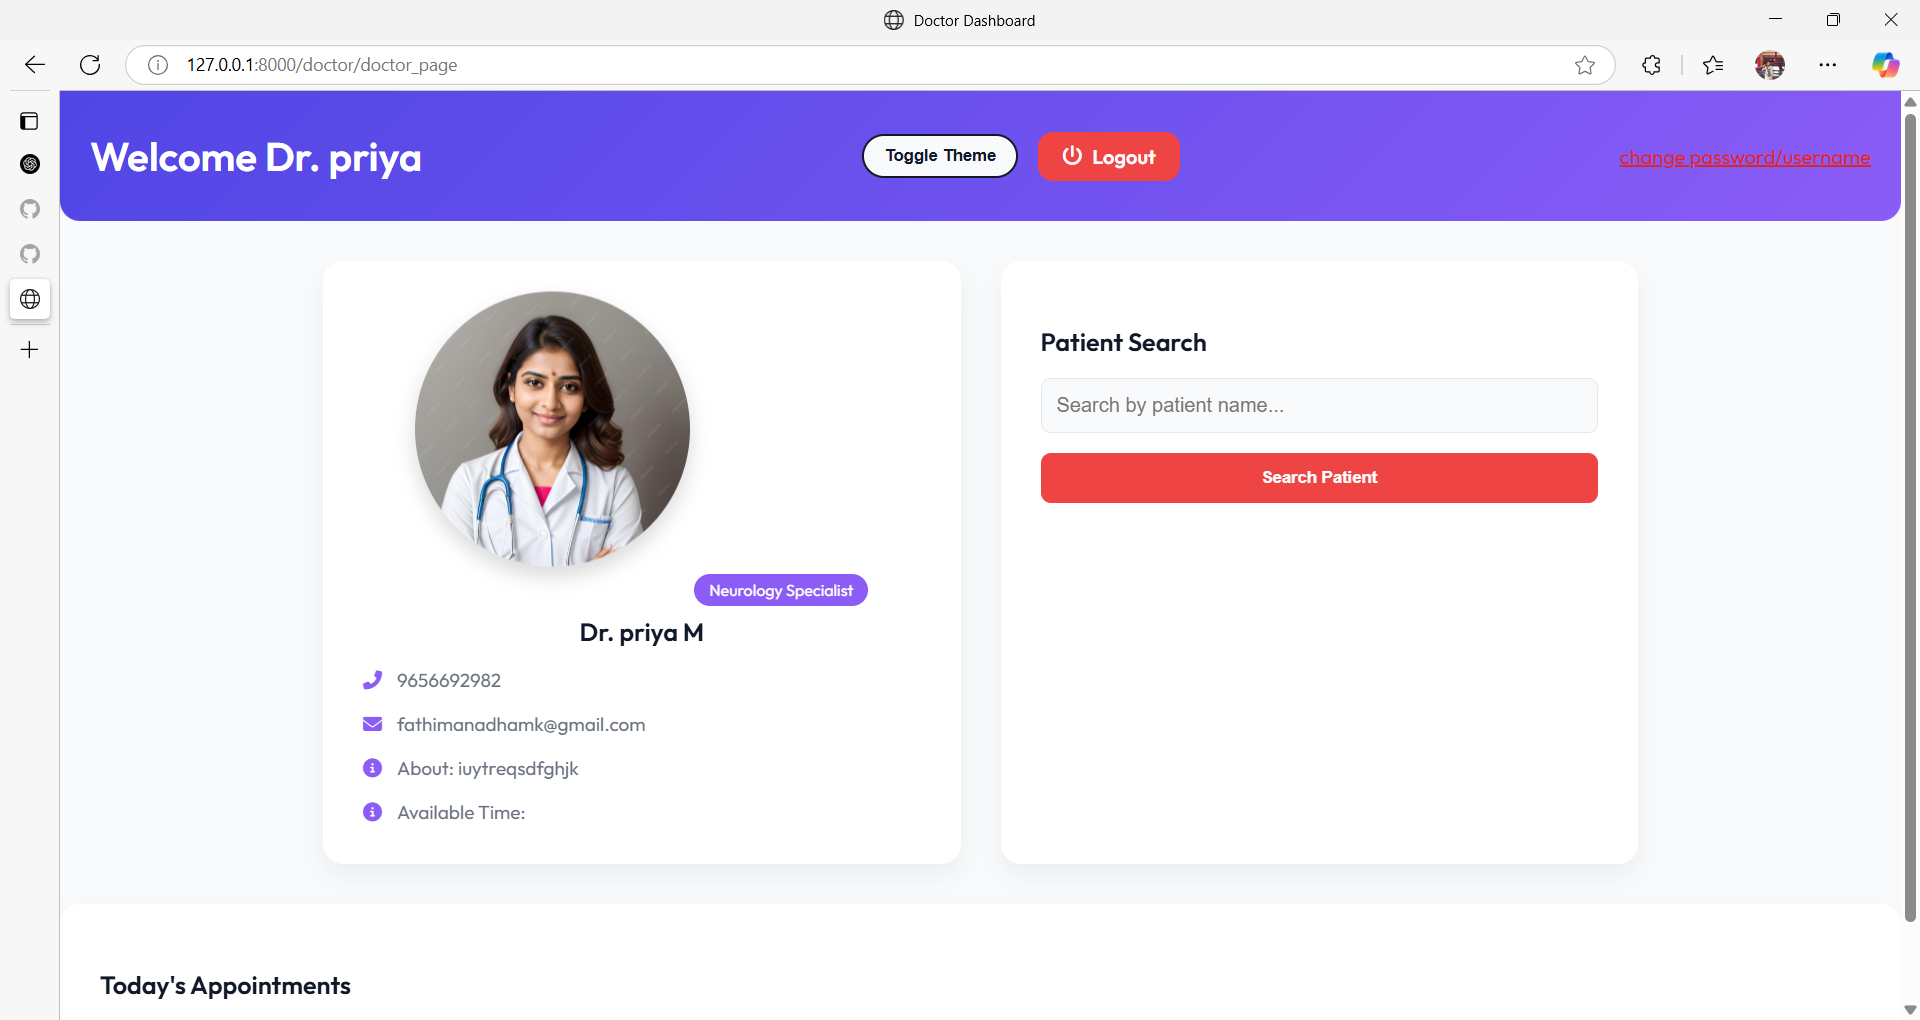 Doctor Dashboard
127.0.0.1:8000/doctor/doctor_page
Welcome Dr. priya
Toggle Theme
Logout
change password/username
Neurology Specialist
Dr. priya M
9656692982
fathimanadhamk@gmail.com
About: iuytreqsdfghjk
Available Time:
Patient Search
Search by patient name...
Search Patient
Today's Appointments